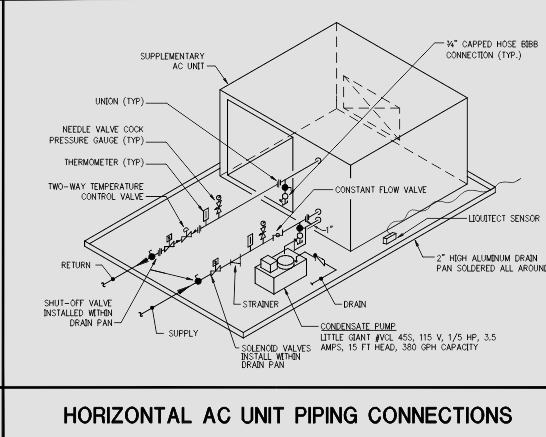 ¾" CAPPED HOSE BIBB
CONNECTION (TYP.)
SUPPLEMENTARY
AC UNIT
UNION (TYP)
NEEDLE VALVE COCK
PRESSURE GAUGE (TYP)
THERMOMETER (TYP)
TWO-WAY TEMPERATURE
CONTROL VALVE
CONSTANT FLOW VALVE
1"
LIQUITECT SENSOR
RETURN
2" HIGH ALUMINUM DRAIN
PAN SOLDERED ALL AROUND
SHUT-OFF VALVE
INSTALLED WITHIN
DRAIN PAN
STRAINER
DRAIN
SUPPLY
CONDENSATE PUMP
LITTLE GIANT #VCL 45S, 115 V, 1/5 HP, 3.5
AMPS, 15 FT HEAD, 380 GPH CAPACITY
SOLENOID VALVES
INSTALL WITHIN
DRAIN PAN
HORIZONTAL AC UNIT PIPING CONNECTIONS